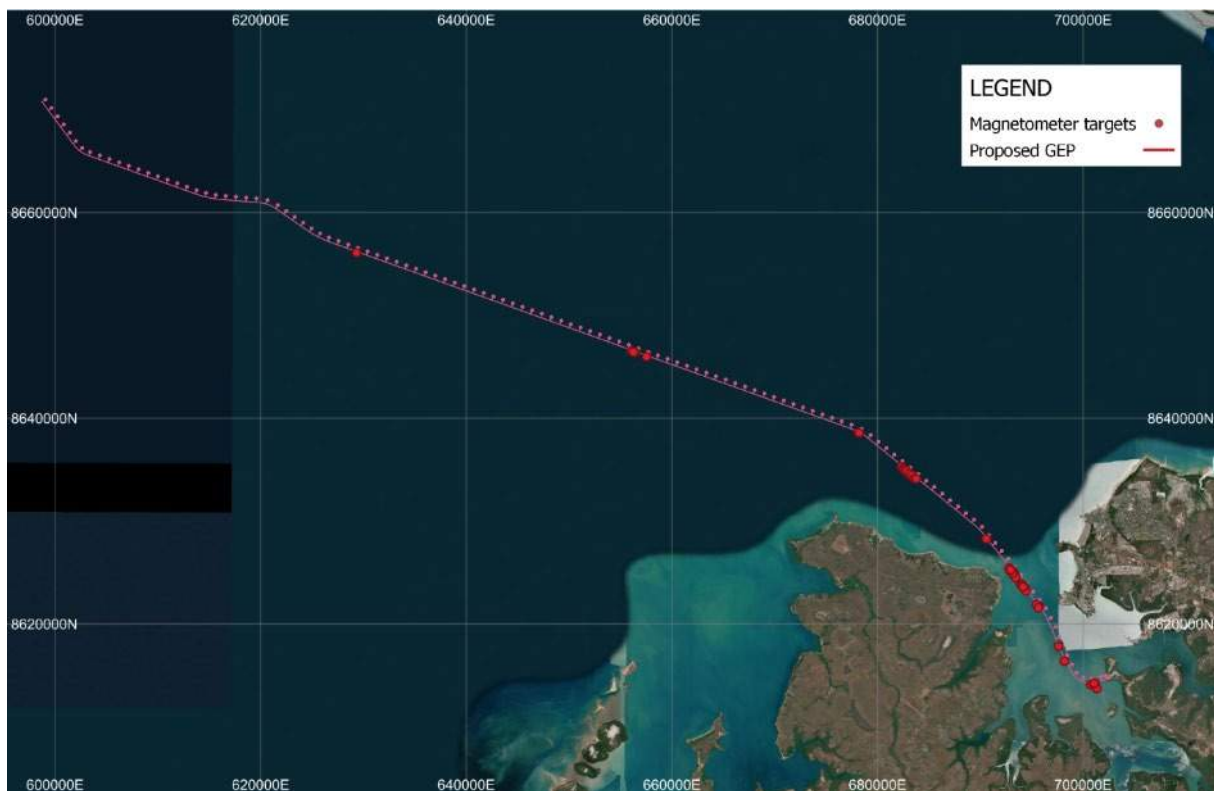 600000E 620000E 640000E 660000E 680000E 700000E
LEGEND
Magnetometer targets
Proposed GEP
8660000N 8660000N
8640000N 8640000N
8620000N 8620000N
600000E 620000E 640000E 660000E 680000E 700000E